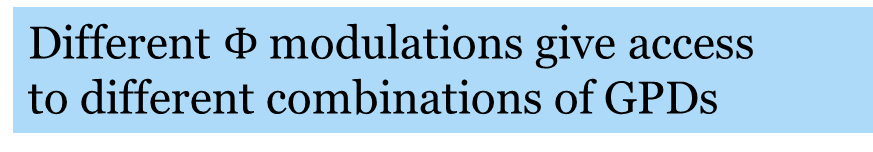 Different Φ modulations give access
to different combinations of GPDs